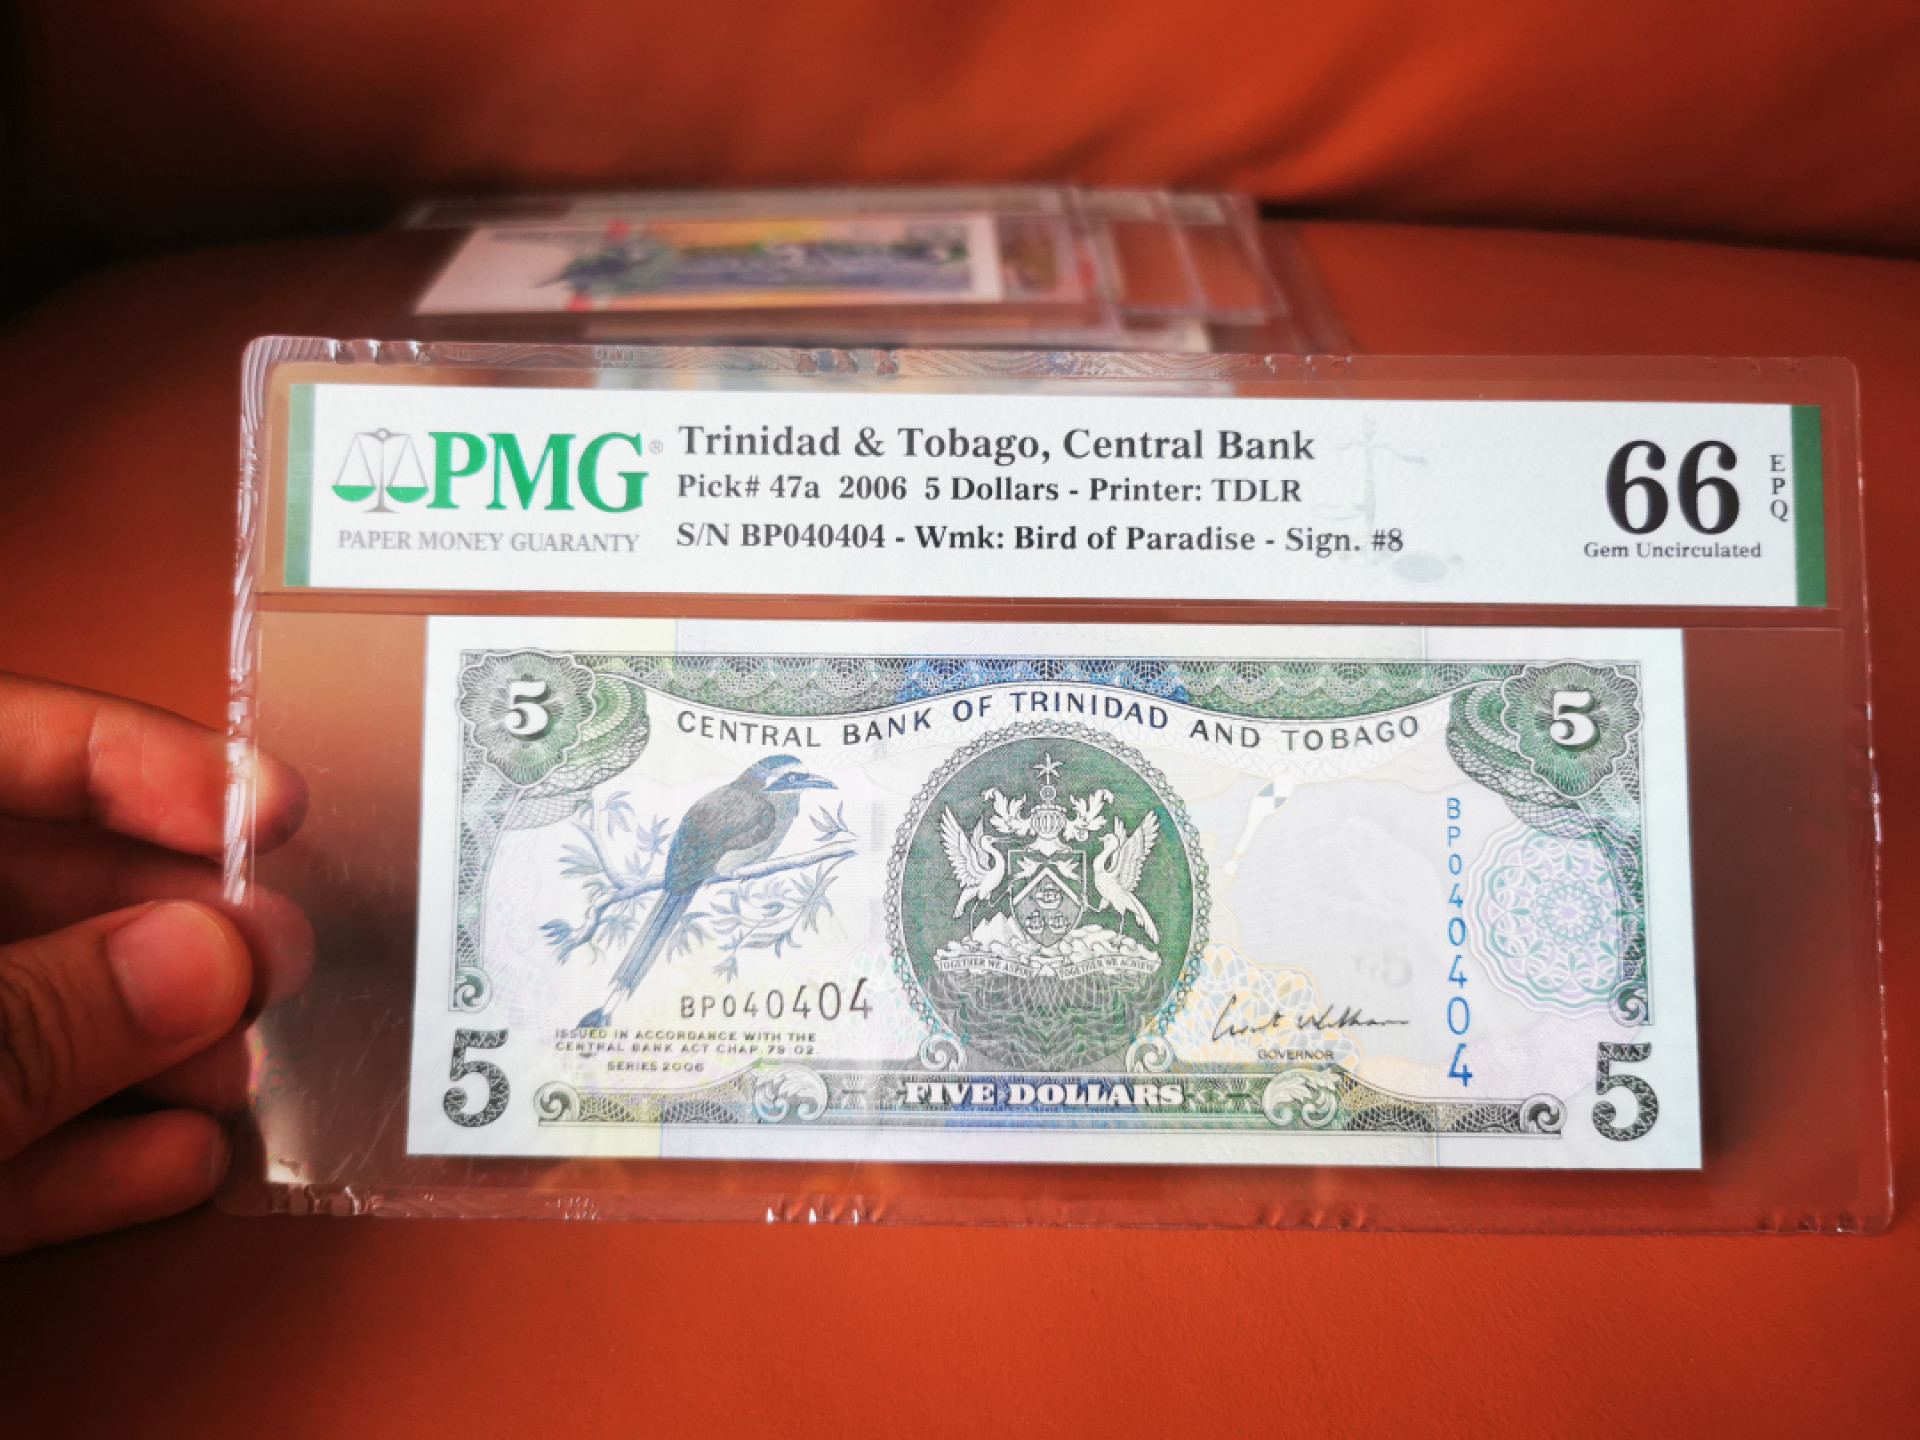 PMG®
PAPER MONEY GUARANTY
Trinidad & Tobago, Central Bank
Pick# 47a 2006 5 Dollars - Printer: TDLR
S/N BP040404 - Wmk: Bird of Paradise - Sign. #8
66
EPQ
Gem Uncirculated
5
5
CENTRAL BANK OF TRINIDAD AND TOBAGO
BP040404
TOGETHER WE ASPIRE TOGETHER WE ACHIEVE
BP040404
ISSUED IN ACCORDANCE WITH THE
CENTRAL BANK ACT CHAP. 79:02.
SERIES 2006
GOVERNOR
5
FIVE DOLLARS
5